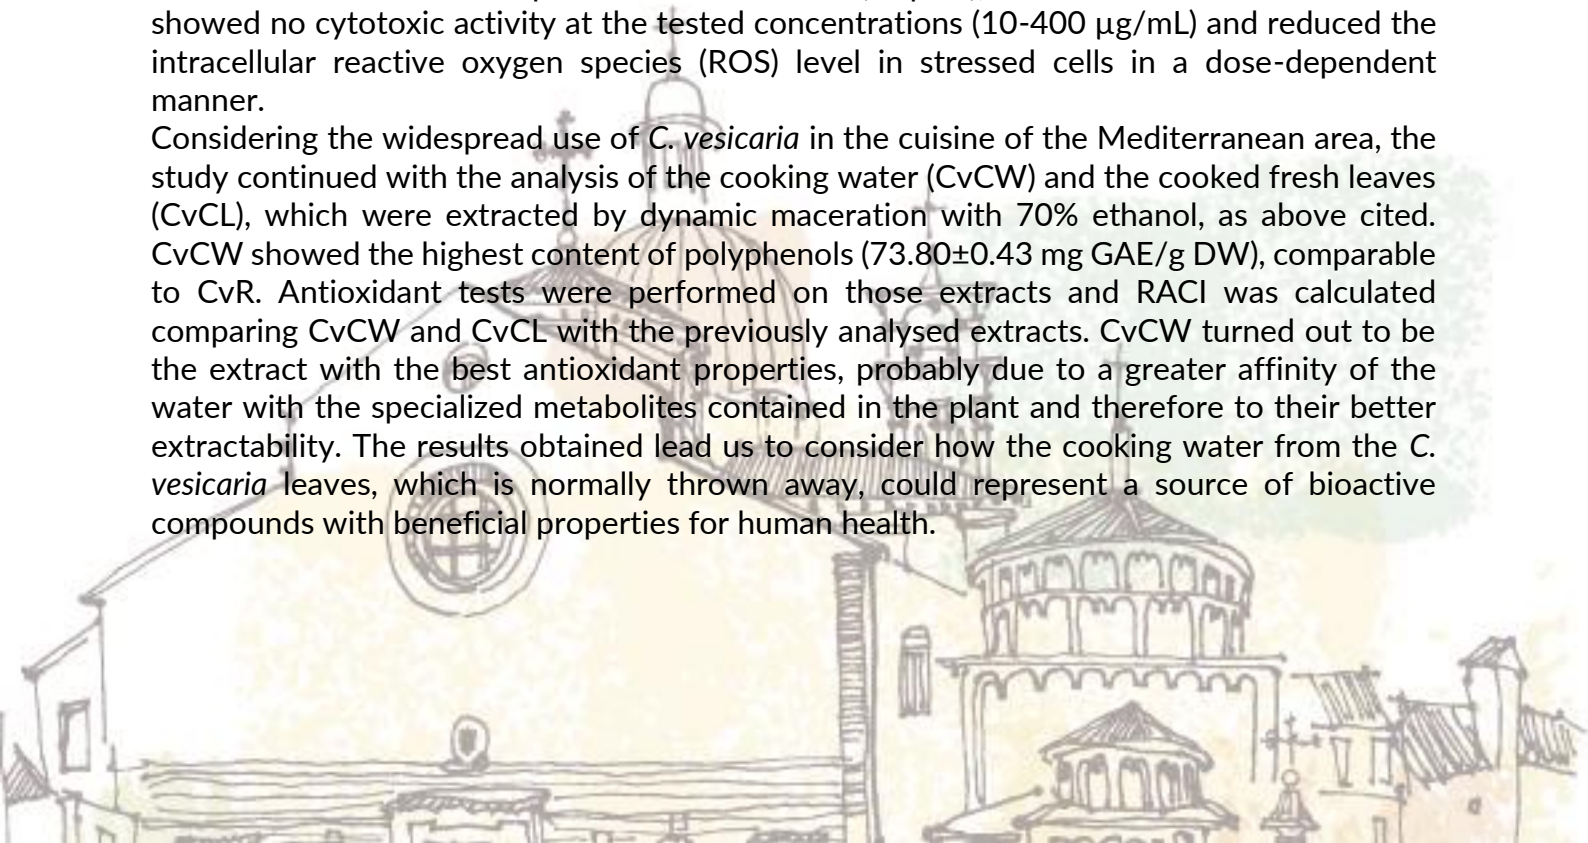 showed no cytotoxic activity at the tested concentrations (10-400 µg/mL) and reduced the
intracellular reactive oxygen species (ROS) level in stressed cells in a dose-dependent
manner.
Considering the widespread use of C. vesicaria in the cuisine of the Mediterranean area, the
study continued with the analysis of the cooking water (CvCW) and the cooked fresh leaves
(CvCL), which were extracted by dynamic maceration with 70% ethanol, as above cited.
CvCW showed the highest content of polyphenols (73.80±0.43 mg GAE/g DW), comparable
to CvR. Antioxidant tests were performed on those extracts and RACI was calculated
comparing CvCW and CvCL with the previously analysed extracts. CvCW turned out to be
the extract with the best antioxidant properties, probably due to a greater affinity of the
water with the specialized metabolites contained in the plant and therefore to their better
extractability. The results obtained lead us to consider how the cooking water from the C.
vesicaria leaves, which is normally thrown away, could represent a source of bioactive
compounds with beneficial properties for human health.